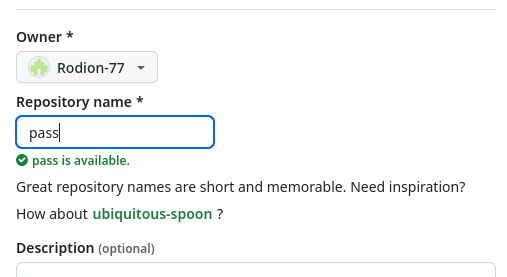 Owner *
Rodion-77
Repository name *
pass
pass is available.
Great repository names are short and memorable. Need inspiration?
How about ubiquitous-spoon ?
Description (optional)